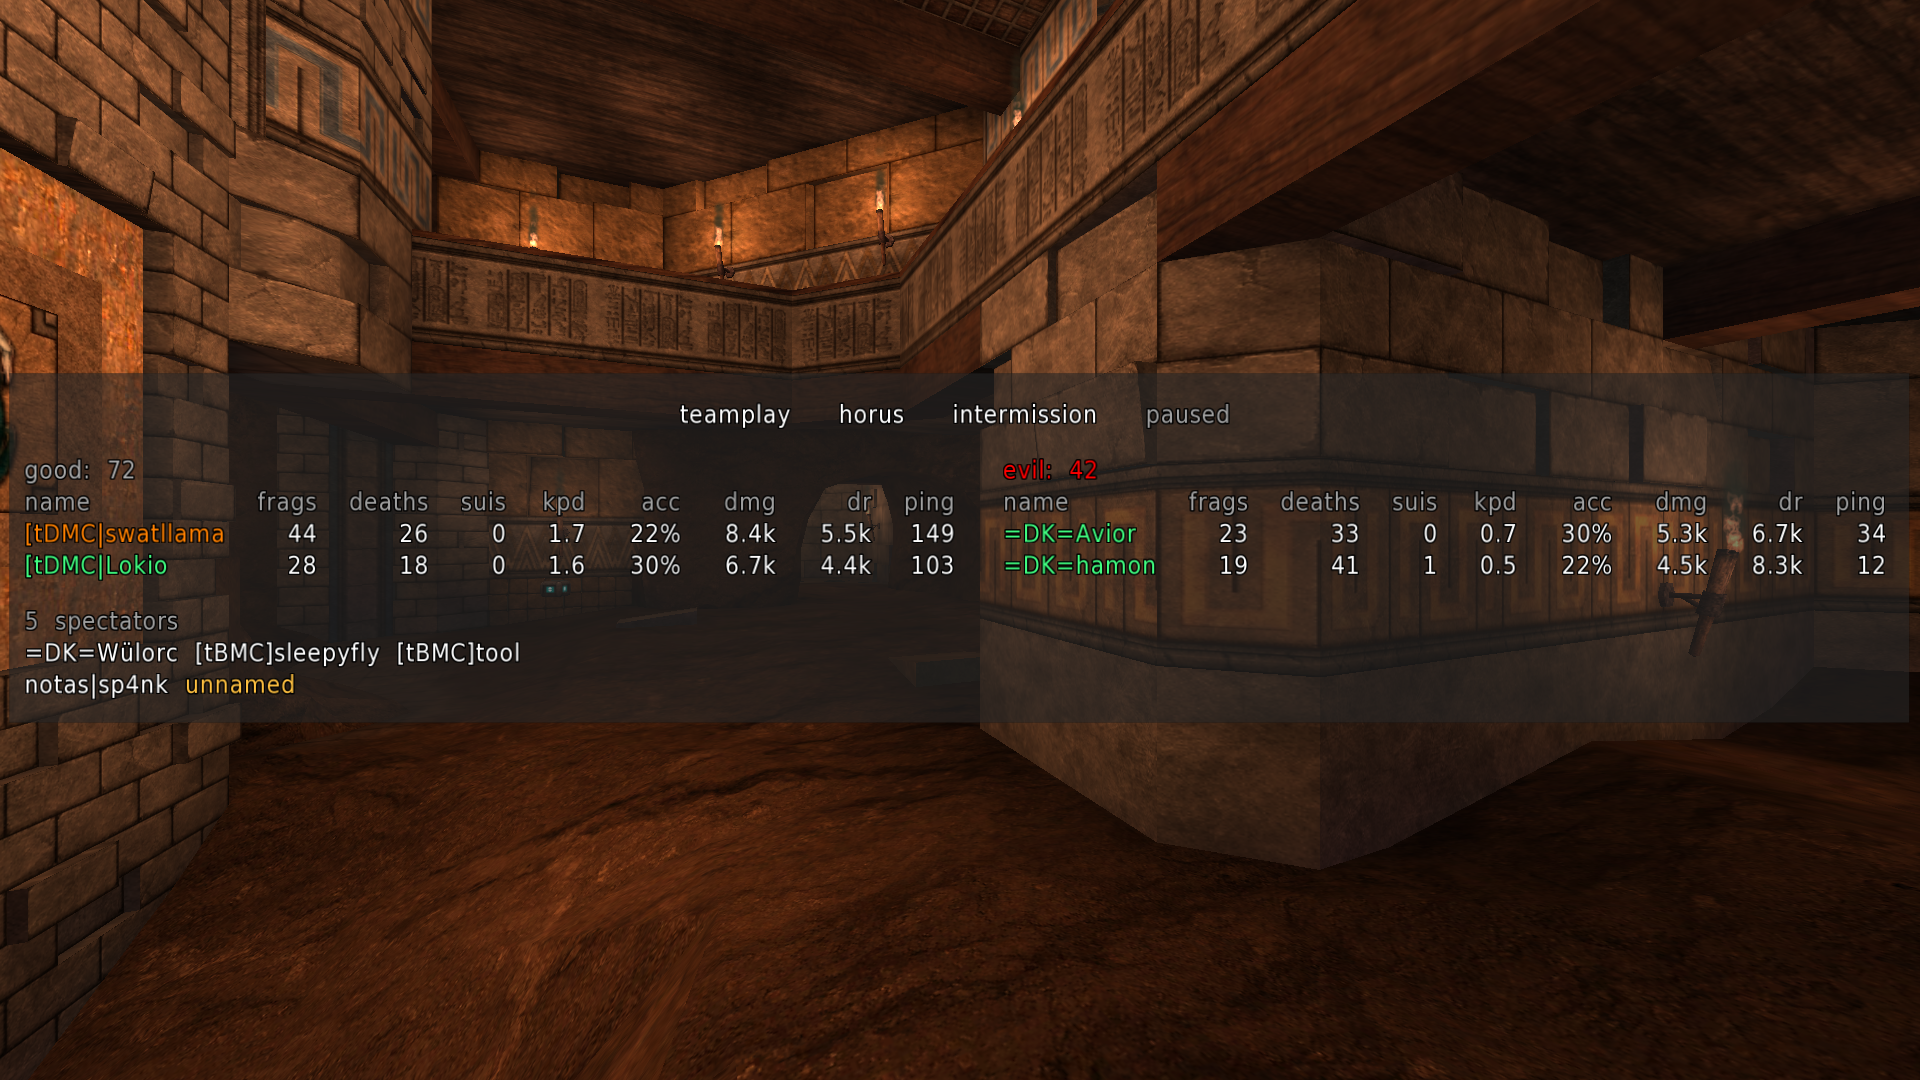 teamplay horus intermission paused
good: 72
name frags deaths suis kpd acc dmg dr ping
[tDMC|swatllama 44 26 0 1.7 22% 8.4k 5.5k 149
[tDMC|Lokio 28 18 0 1.6 30% 6.7k 4.4k 103
evil: 42
name frags deaths suis kpd acc dmg dr ping
=DK=Avior 23 33 0 0.7 30% 5.3k 6.7k 34
=DK=hamon 19 41 1 0.5 22% 4.5k 8.3k 12
5 spectators
=DK=Wülorc [tBMC]sleepyfly [tBMC]tool
notas|sp4nk unnamed